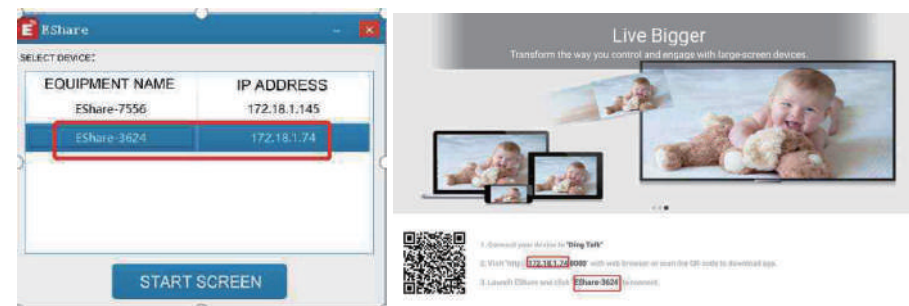 EShare
SELECT DEVICE:
EQUIPMENT NAME IP ADDRESS
EShare-7556 172.18.1.145
EShare-3624 172.18.1.74
START SCREEN
Live Bigger
Transform the way you control and engage with large-screen devices.
1. Connect your device to "Ding Talk"
2. Visit "http://172.18.1.74:8000" with web browser or scan the QR code to download app.
3. Launch EShare and click "EShare-3624" to connect.